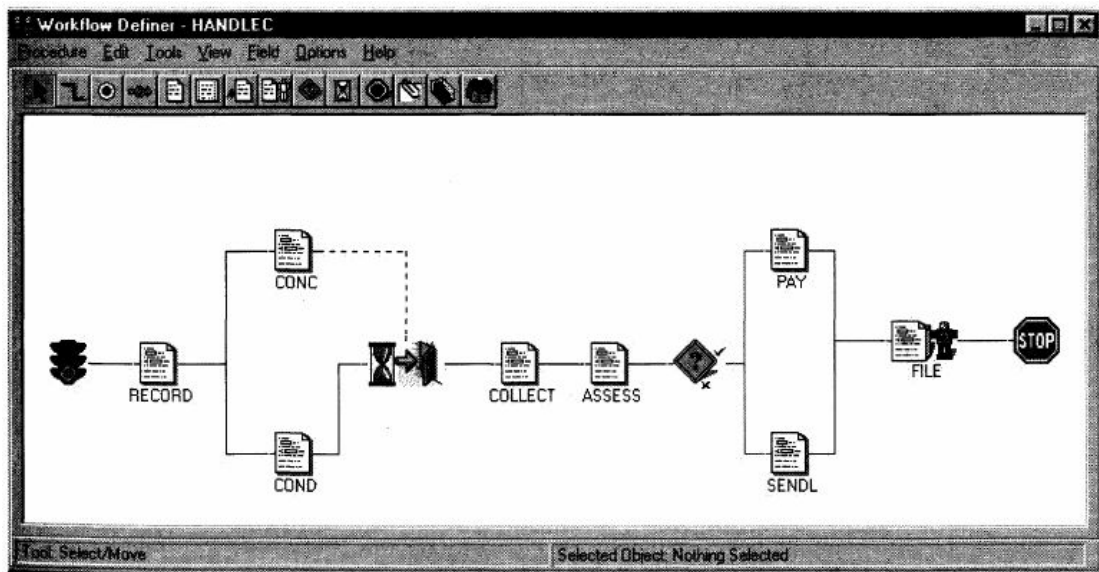 Workflow Definer - HANDLEC
Procedure Edit Tools View Field Options Help
CONC
PAY
STOP
RECORD
COLLECT
ASSESS
?
FILE
COND
SENDL
Tool: Select/Move
Selected Object: Nothing Selected